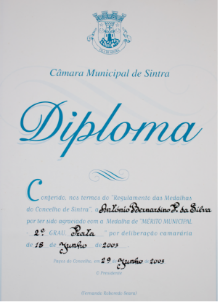 Câmara Municipal de Sintra
Diploma
Conferido, nos termos do "Regulamento das Medalhas
do Concelho de Sintra", a António Bernardino P. da Silva
por ter sido agraciado com a Medalha de "MÉRITO MUNICIPAL
2º GRAU, Prata" por deliberação camarária
de 18 de Junho de 2003
Paços do Concelho, em 29 - Junho - 2003
O Presidente